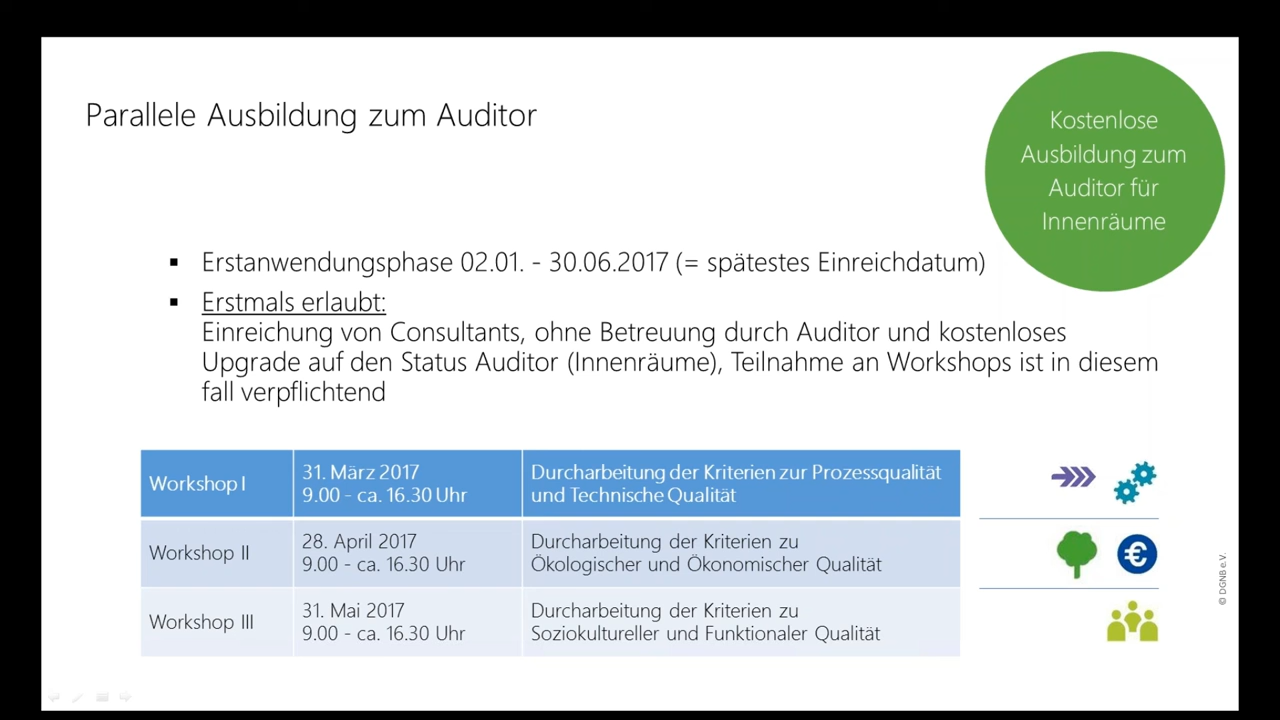 Parallele Ausbildung zum Auditor
Kostenlose
Ausbildung zum
Auditor für
Innenräume
Erstanwendungsphase 02.01. - 30.06.2017 (= spätestes Einreichdatum)
Erstmals erlaubt:
Einreichung von Consultants, ohne Betreuung durch Auditor und kostenloses
Upgrade auf den Status Auditor (Innenräume), Teilnahme an Workshops ist in diesem
fall verpflichtend
Workshop I
31. März 2017
9.00 - ca. 16.30 Uhr
Durcharbeitung der Kriterien zur Prozessqualität
und Technische Qualität
Workshop II
28. April 2017
9.00 - ca. 16.30 Uhr
Durcharbeitung der Kriterien zu
Ökologischer und Ökonomischer Qualität
Workshop III
31. Mai 2017
9.00 - ca. 16.30 Uhr
Durcharbeitung der Kriterien zu
Soziokultureller und Funktionaler Qualität
€
© DGNB e.V.